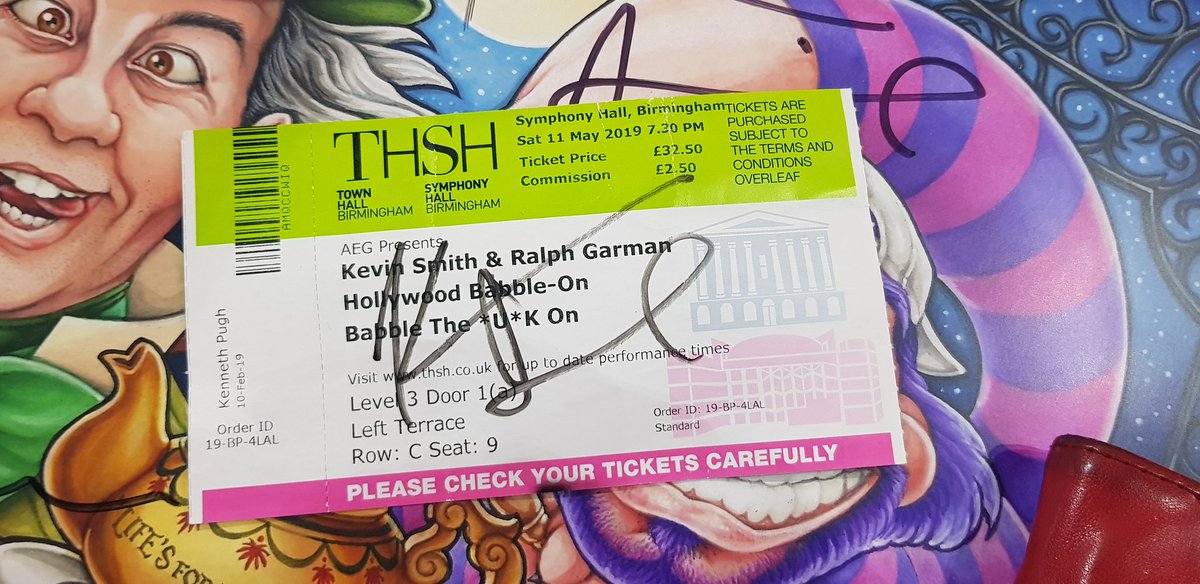 THSH
TOWN HALL BIRMINGHAM
SYMPHONY HALL BIRMINGHAM
Symphony Hall, Birmingham
Sat 11 May 2019 7.30 PM
Ticket Price £32.50
Commission £2.50
TICKETS ARE
PURCHASED
SUBJECT TO
THE TERMS AND
CONDITIONS
OVERLEAF
AM0CCWIQ
AEG Presents
Kevin Smith & Ralph Garman
Hollywood Babble-On
Babble The *U*K On
Visit www.thsh.co.uk for up to date performance times
Level 3 Door 1(a)
Left Terrace
Row: C Seat: 9
Order ID: 19-BP-4LAL
Standard
Kenneth Pugh
10-Feb-19
Order ID
19-BP-4LAL
PLEASE CHECK YOUR TICKETS CAREFULLY
LIFE'S FOR